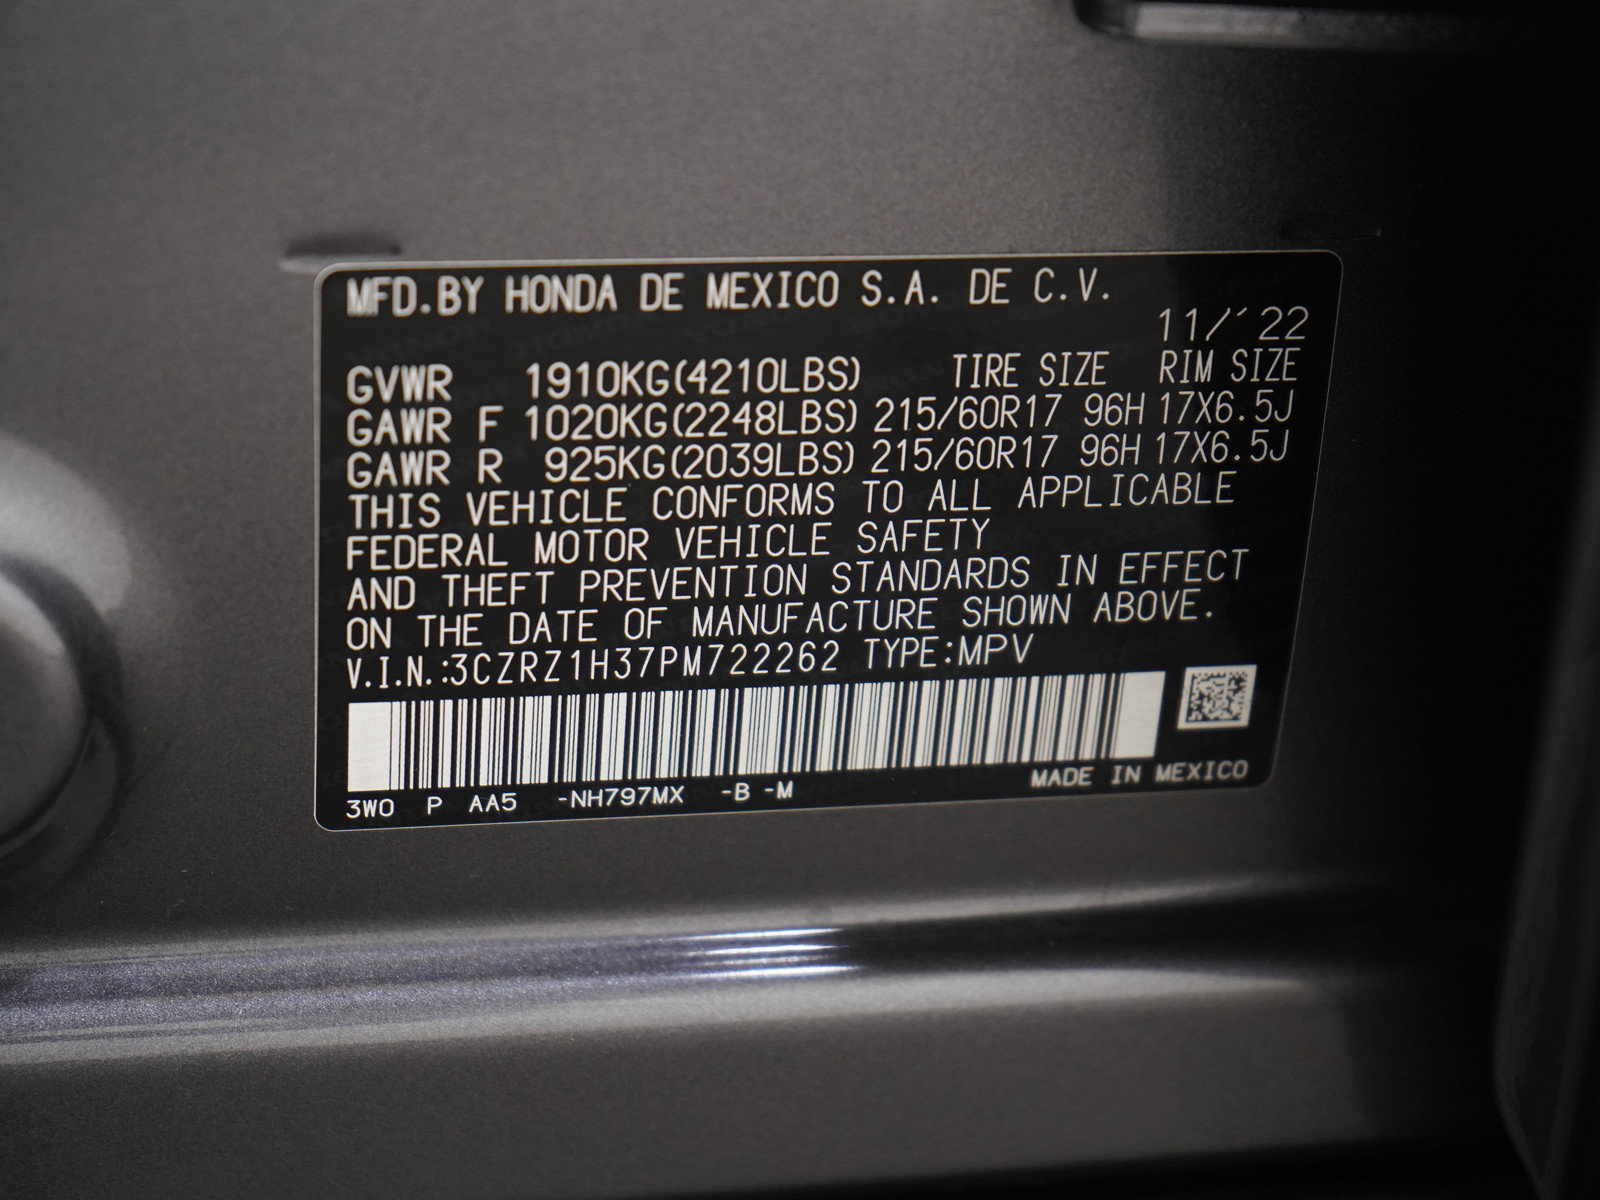 MFD.BY HONDA DE MEXICO S.A. DE C.V.
11/´22
GVWR 1910KG(4210LBS) TIRE SIZE RIM SIZE
GAWR F 1020KG(2248LBS) 215/60R17 96H 17X6.5J
GAWR R 925KG(2039LBS) 215/60R17 96H 17X6.5J
THIS VEHICLE CONFORMS TO ALL APPLICABLE
FEDERAL MOTOR VEHICLE SAFETY
AND THEFT PREVENTION STANDARDS IN EFFECT
ON THE DATE OF MANUFACTURE SHOWN ABOVE.
V.I.N.:3CZRZ1H37PM722262 TYPE:MPV
3W0 P AA5 -NH797MX -B -M MADE IN MEXICO